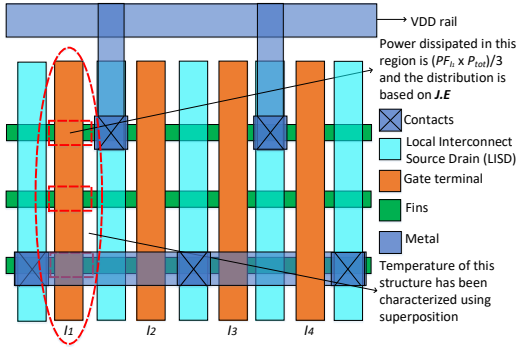 VDD rail
Power dissipated in this
region is (PF_I₁ x P_tot)/3
and the distribution is
based on J.E
Contacts
Local Interconnect
Source Drain (LISD)
Gate terminal
Fins
Metal
Temperature of this
structure has been
characterized using
superposition
I₁ I₂ I₃ I₄